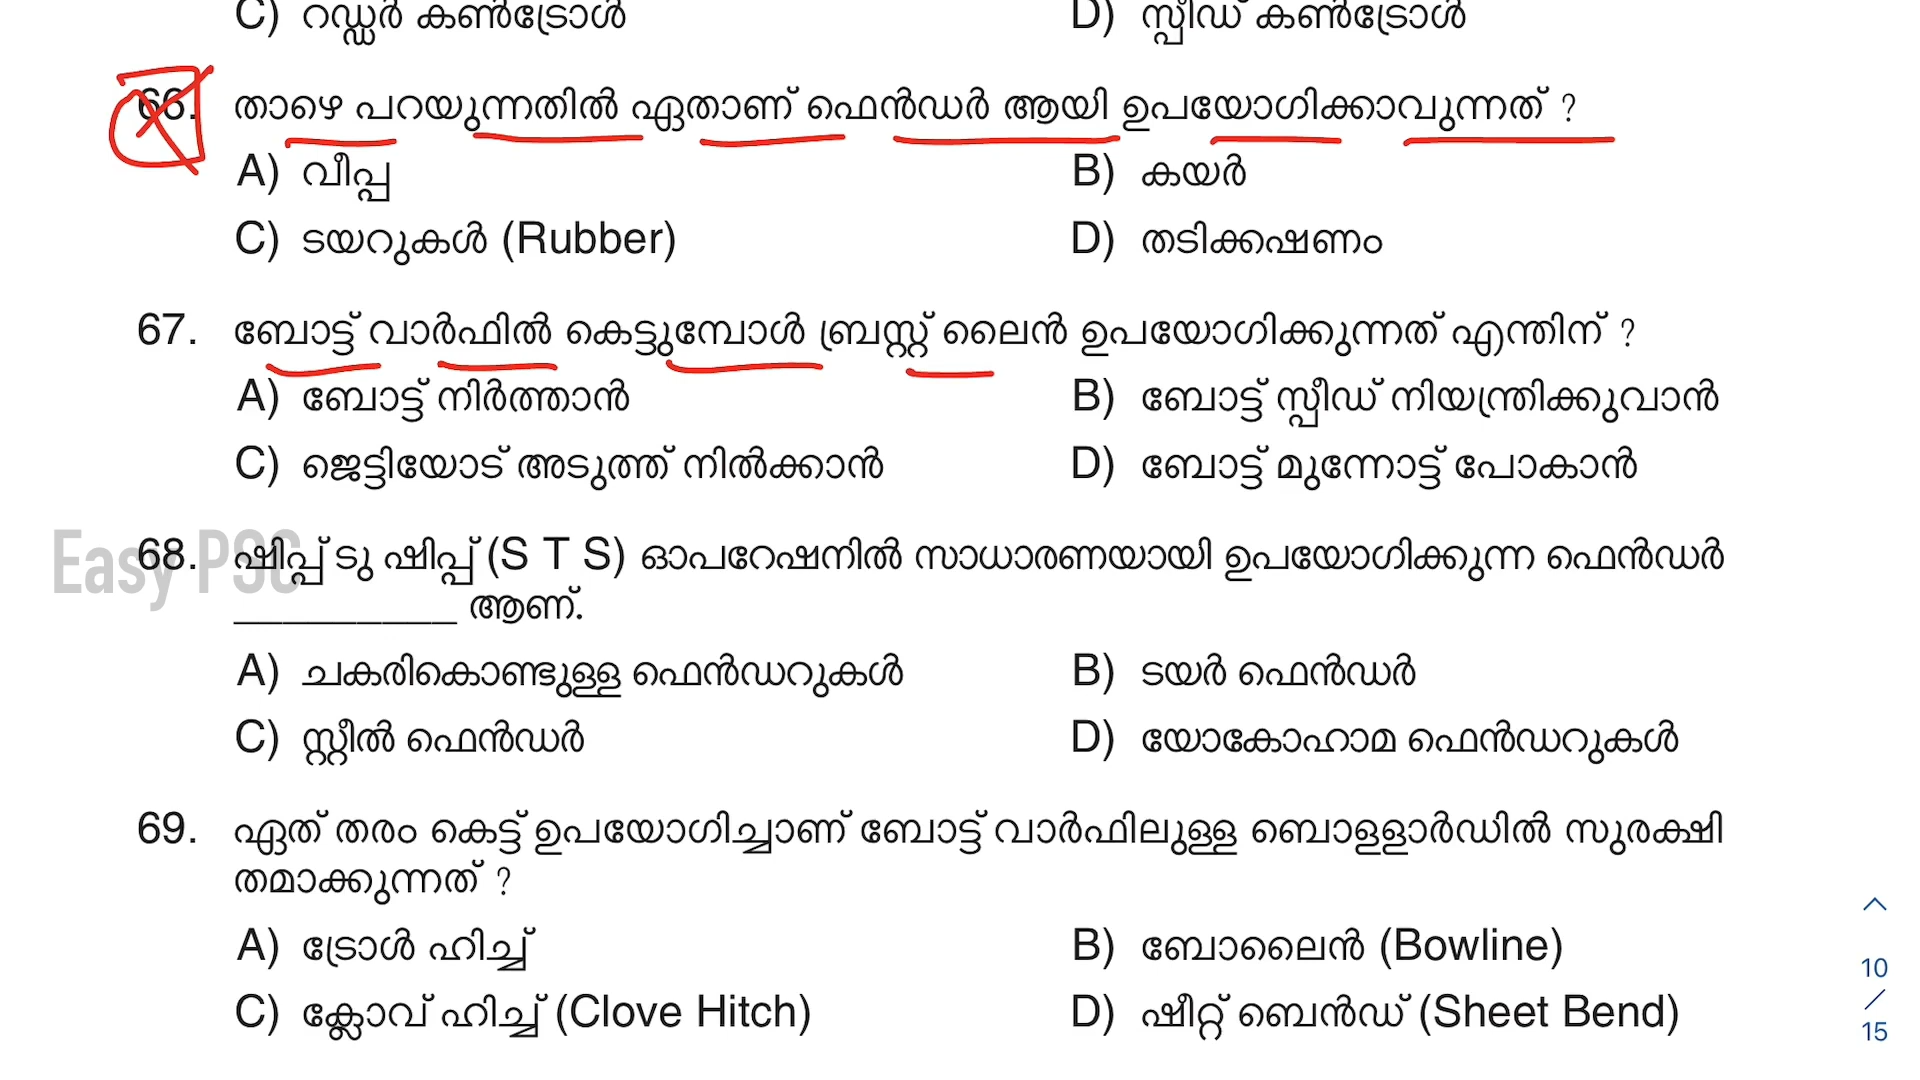 C) റഡ്ഡർ കൺട്രോൾ D) സ്പീഡ് കൺട്രോൾ
66. താഴെ പറയുന്നതിൽ ഏതാണ് ഫെൻഡർ ആയി ഉപയോഗിക്കാവുന്നത് ?
A) വീപ്പ B) കയർ
C) ടയറുകൾ (Rubber) D) തടിക്കഷണം
67. ബോട്ട് വാർഫിൽ കെട്ടുമ്പോൾ ബ്രസ്റ്റ് ലൈൻ ഉപയോഗിക്കുന്നത് എന്തിന് ?
A) ബോട്ട് നിർത്താൻ B) ബോട്ട് സ്പീഡ് നിയന്ത്രിക്കുവാൻ
C) ജെട്ടിയോട് അടുത്ത് നിൽക്കാൻ D) ബോട്ട് മുന്നോട്ട് പോകാൻ
Easy PSC
68. ഷിപ്പ് ടു ഷിപ്പ് (S T S) ഓപറേഷനിൽ സാധാരണയായി ഉപയോഗിക്കുന്ന ഫെൻഡർ
__________ ആണ്.
A) ചകരികൊണ്ടുള്ള ഫെൻഡറുകൾ B) ടയർ ഫെൻഡർ
C) സ്റ്റീൽ ഫെൻഡർ D) യോകോഹാമ ഫെൻഡറുകൾ
69. ഏത് തരം കെട്ട് ഉപയോഗിച്ചാണ് ബോട്ട് വാർഫിലുള്ള ബൊളളാർഡിൽ സുരക്ഷി
തമാക്കുന്നത് ?
A) ട്രോൾ ഹിച്ച് B) ബോലൈൻ (Bowline)
C) ക്ലോവ് ഹിച്ച് (Clove Hitch) D) ഷീറ്റ് ബെൻഡ് (Sheet Bend)
10
/
15